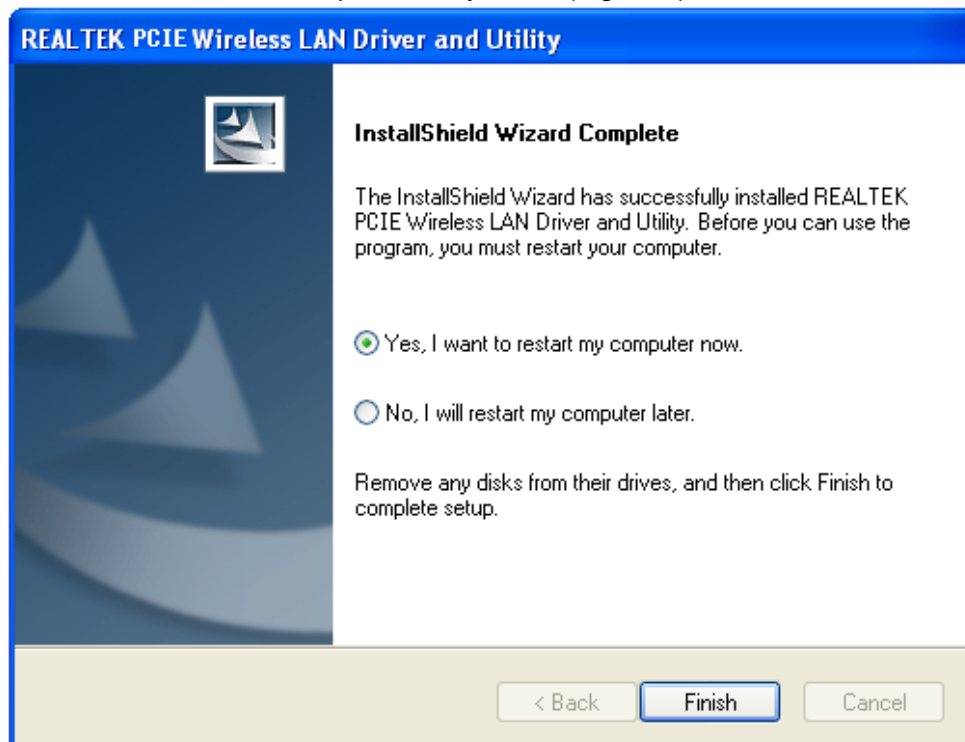 REALTEK PCIE Wireless LAN Driver and Utility
InstallShield Wizard Complete
The InstallShield Wizard has successfully installed REALTEK
PCIE Wireless LAN Driver and Utility. Before you can use the
program, you must restart your computer.
Yes, I want to restart my computer now.
No, I will restart my computer later.
Remove any disks from their drives, and then click Finish to
complete setup.
< Back Finish Cancel